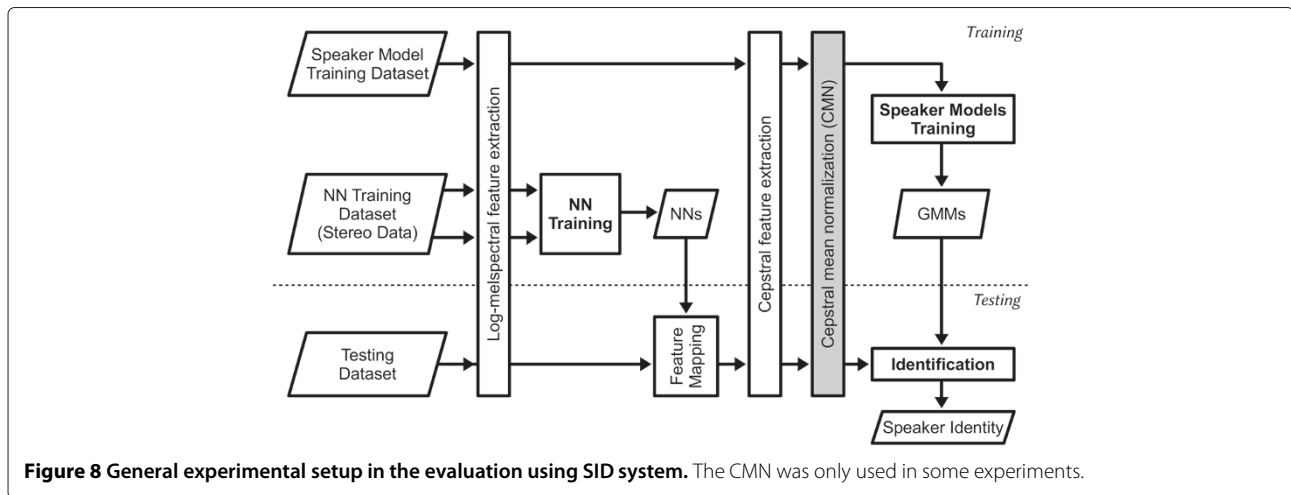 Training
Speaker Model
Training Dataset
Log-melspectral feature extraction
Cepstral feature extraction
Cepstral mean normalization (CMN)
Speaker Models
Training
NN Training
Dataset
(Stereo Data)
NN
Training
NNs
GMMs
Testing
Testing
Dataset
Feature
Mapping
Identification
Speaker Identity
Figure 8 General experimental setup in the evaluation using SID system. The CMN was only used in some experiments.